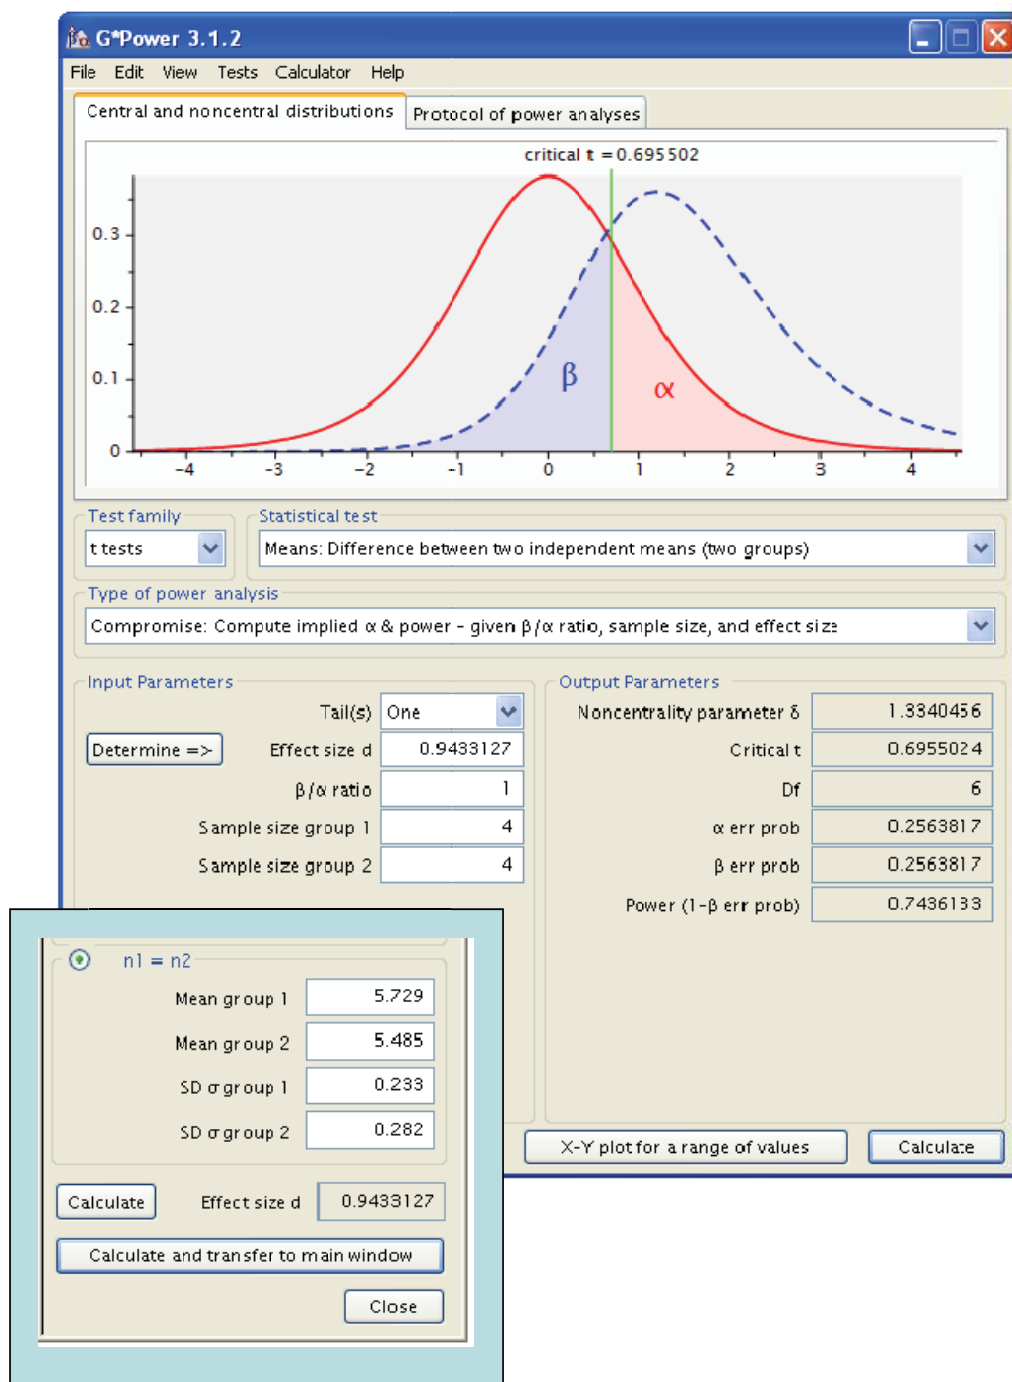 G*Power 3.1.2
File Edit View Tests Calculator Help
Central and noncentral distributions
Protocol of power analyses
critical t = 0.695502
0.3
0.2
0.1
0
β
α
-4 -3 -2 -1 0 1 2 3 4
Test family
Statistical test
t tests
Means: Difference between two independent means (two groups)
Type of power analysis
Compromise: Compute implied α & power - given β/α ratio, sample size, and effect size
Input Parameters
Tail(s) One
Determine => Effect size d 0.9433127
β/α ratio 1
Sample size group 1 4
Sample size group 2 4
Output Parameters
Noncentrality parameter δ 1.3340456
Critical t 0.6955024
Df 6
α err prob 0.2563817
β err prob 0.2563817
Power (1-β err prob) 0.7436183
n1 = n2
Mean group 1 5.729
Mean group 2 5.485
SD σ group 1 0.233
SD σ group 2 0.282
Calculate Effect size d 0.9433127
Calculate and transfer to main window
Close
X-Y plot for a range of values
Calculate